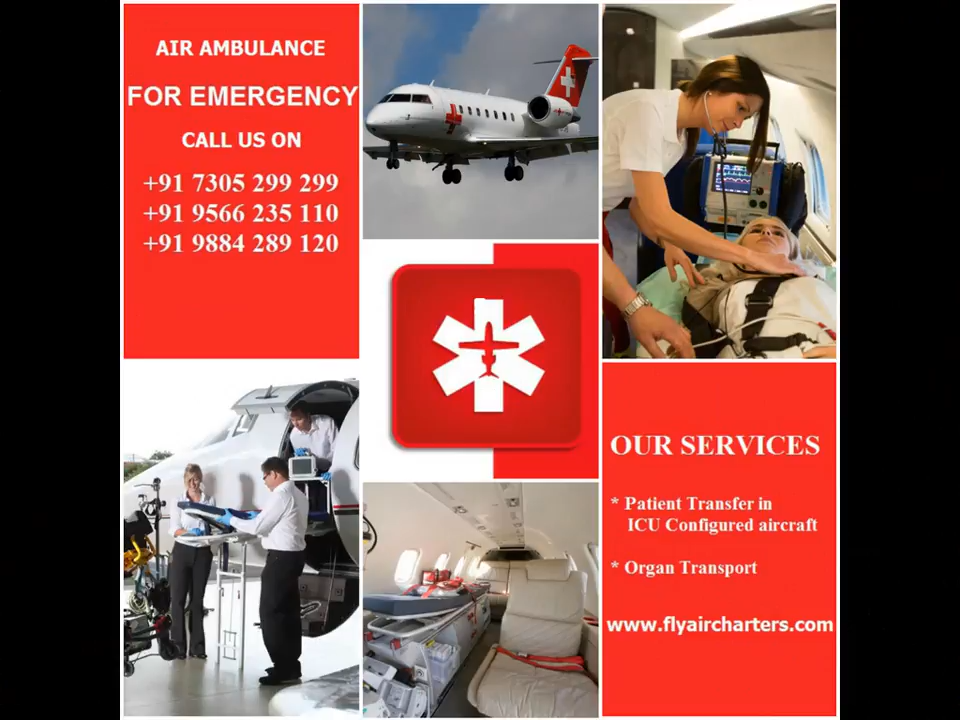 AIR AMBULANCE
FOR EMERGENCY
CALL US ON
+91 7305 299 299
+91 9566 235 110
+91 9884 289 120
OUR SERVICES
* Patient Transfer in
ICU Configured aircraft
* Organ Transport
www.flyaircharters.com